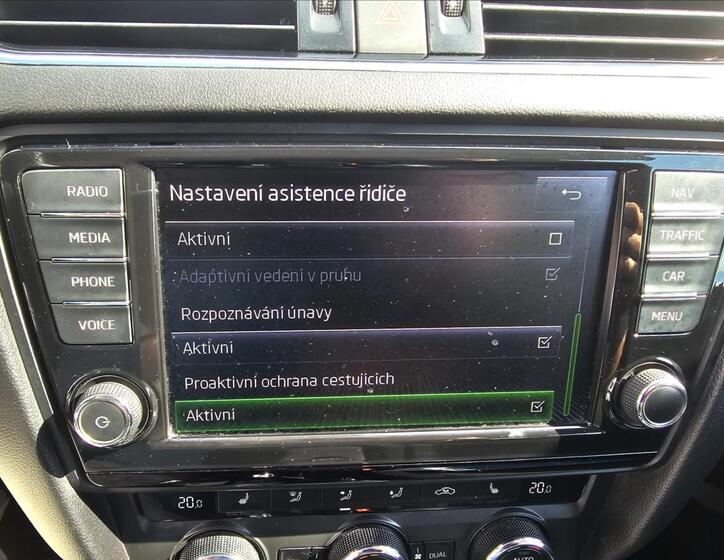 RADIO
MEDIA
PHONE
VOICE
Nastavení asistence řidiče
Aktivní
Adaptivní vedení v pruhu
Rozpoznávání únavy
Aktivní
Proaktivní ochrana cestujících
Aktivní
NAV
TRAFFIC
CAR
MENU
20.0
20.0
DUAL
AUTO